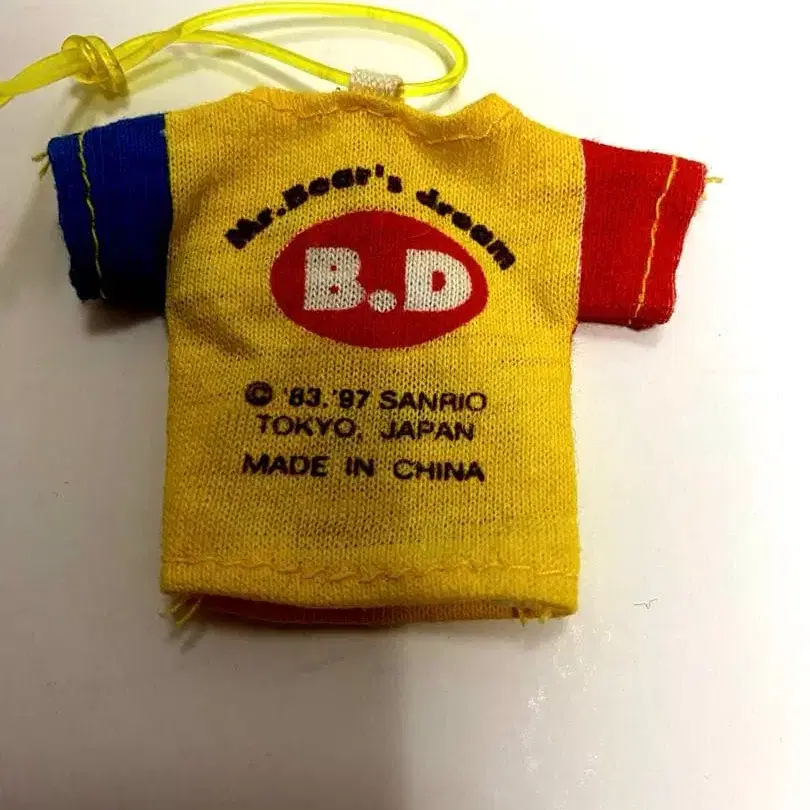 Mr.Bear's dream
B.D
© '83.'97 SANRIO
TOKYO, JAPAN
MADE IN CHINA